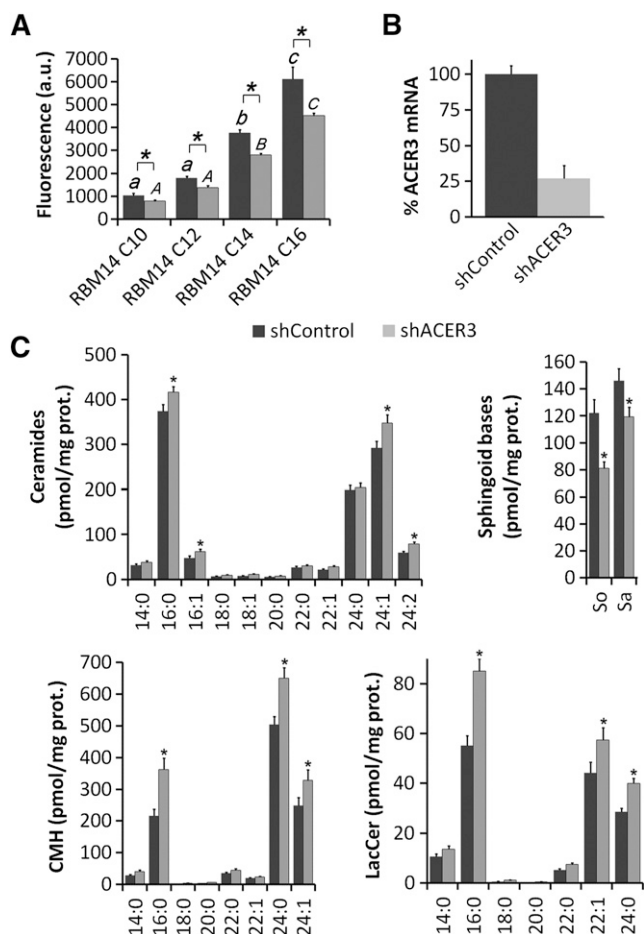 A
Fluorescence (a.u.)
7000
6000
5000
4000
3000
2000
1000
0
a * A
a * A
b * B
c * C
RBM14 C10
RBM14 C12
RBM14 C14
RBM14 C16
B
% ACER3 mRNA
100
75
50
25
0
shControl
shACER3
shControl shACER3
C
Ceramides
(pmol/mg prot.)
500
400
300
200
100
0
* * * *
14:0 16:0 16:1 18:0 18:1 20:0 22:0 22:1 24:0 24:1 24:2
Sphingoid bases
(pmol/mg prot.)
160
140
120
100
80
60
40
20
0
* *
So Sa
CMH (pmol/mg prot.)
700
600
500
400
300
200
100
0
* * *
14:0 16:0 18:0 20:0 22:0 22:1 24:0 24:1
LacCer (pmol/mg prot.)
80
60
40
20
0
* * *
14:0 16:0 18:0 20:0 22:0 22:1 24:0